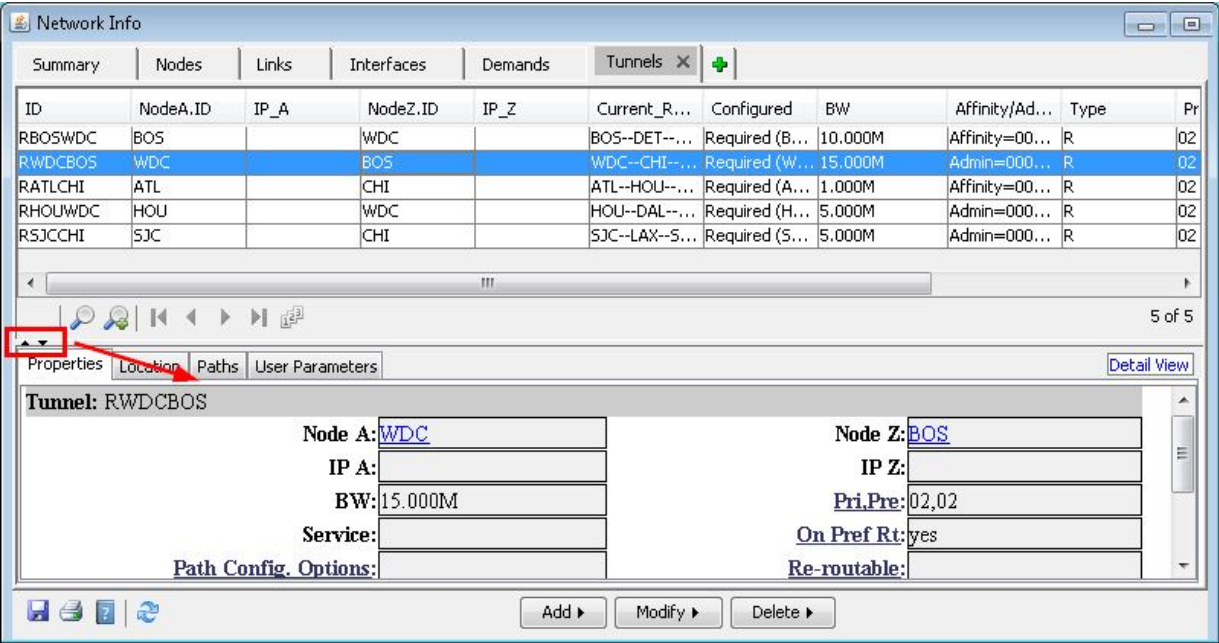 Network Info
Summary Nodes Links Interfaces Demands Tunnels
ID NodeA.ID IP_A NodeZ.ID IP_Z Current_R... Configured BW Affinity/Ad... Type Pr
RBOSWDC BOS WDC BOS--DET--... Required (B... 10.000M Affinity=00... R 02
RWDCBOS WDC BOS WDC--CHI--... Required (W... 15.000M Admin=000... R 02
RATLCHI ATL CHI ATL--HOU--... Required (A... 1.000M Affinity=00... R 02
RHOUWDC HOU WDC HOU--DAL--... Required (H... 5.000M Admin=000... R 02
RSJCCHI SJC CHI SJC--LAX--S... Required (S... 5.000M Admin=000... R 02
5 of 5
Properties Location Paths User Parameters Detail View
Tunnel: RWDCBOS
Node A: WDC Node Z: BOS
IP A: IP Z:
BW: 15.000M Pri,Pre: 02,02
Service: On Pref Rt: yes
Path Config. Options: Re-routable:
Add Modify Delete